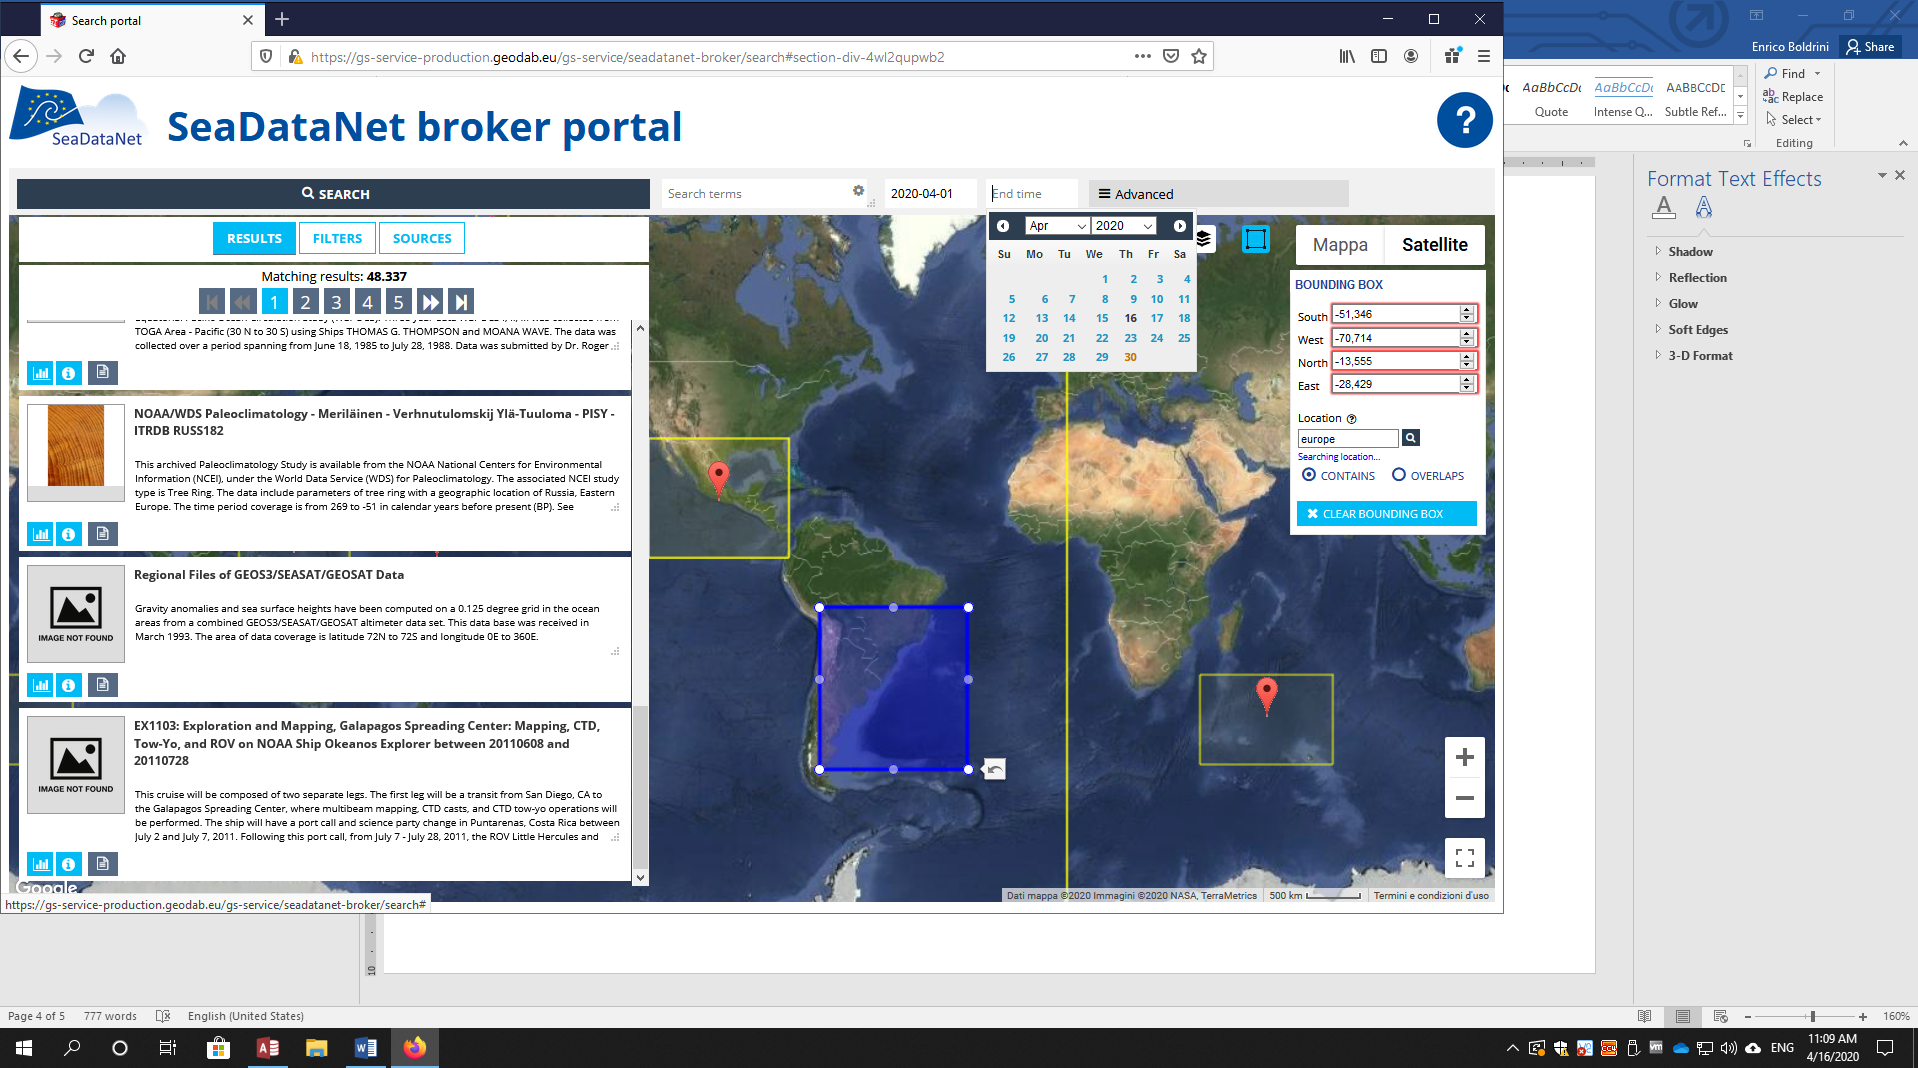 Search portal
https://gs-service-production.geodab.eu/gs-service/seadatanet-broker/search#section-div-4wl2qupwb2
Enrico Boldrini
Share
AaBbCcDc
AaBbCcDc
AABBCCDE
Quote
Intense Q...
Subtle Ref...
Find
Replace
Select
Editing
SeaDataNet
SeaDataNet broker portal
?
SEARCH
Search terms
2020-04-01
End time
Advanced
RESULTS
FILTERS
SOURCES
Matching results: 48.337
1 2 3 4 5
TOGA Area - Pacific (30 N to 30 S) using Ships THOMAS G. THOMPSON and MOANA WAVE. The data was
collected over a period spanning from June 18, 1985 to July 28, 1988. Data was submitted by Dr. Roger
NOAA/WDS Paleoclimatology - Meriläinen - Verhnutulomskij Ylä-Tuuloma - PISY -
ITRDB RUSS182
This archived Paleoclimatology Study is available from the NOAA National Centers for Environmental
Information (NCEI), under the World Data Service (WDS) for Paleoclimatology. The associated NCEI study
type is Tree Ring. The data include parameters of tree ring with a geographic location of Russia, Eastern
Europe. The time period coverage is from 269 to -51 in calendar years before present (BP). See
IMAGE NOT FOUND
Regional Files of GEOS3/SEASAT/GEOSAT Data
Gravity anomalies and sea surface heights have been computed on a 0.125 degree grid in the ocean
areas from a combined GEOS3/SEASAT/GEOSAT altimeter data set. This data base was received in
March 1993. The area of data coverage is latitude 72N to 72S and longitude 0E to 360E.
IMAGE NOT FOUND
EX1103: Exploration and Mapping, Galapagos Spreading Center: Mapping, CTD,
Tow-Yo, and ROV on NOAA Ship Okeanos Explorer between 20110608 and
20110728
This cruise will be composed of two separate legs. The first leg will be a transit from San Diego, CA to
the Galapagos Spreading Center, where multibeam mapping, CTD casts, and CTD tow-yo operations will
be performed. The ship will have a port call and science party change in Puntarenas, Costa Rica between
July 2 and July 7, 2011. Following this port call, from July 7 - July 28, 2011, the ROV Little Hercules and
Google
https://gs-service-production.geodab.eu/gs-service/seadatanet-broker/search#
Apr 2020
Su Mo Tu We Th Fr Sa
1 2 3 4
5 6 7 8 9 10 11
12 13 14 15 16 17 18
19 20 21 22 23 24 25
26 27 28 29 30
Mappa
Satellite
BOUNDING BOX
South -51,346
West -70,714
North -13,555
East -28,429
Location
europe
Searching location...
CONTAINS
OVERLAPS
CLEAR BOUNDING BOX
Dati mappa ©2020 Immagini ©2020 NASA, TerraMetrics
500 km
Termini e condizioni d'uso
Format Text Effects
Shadow
Reflection
Glow
Soft Edges
3-D Format
10
Page 4 of 5
777 words
English (United States)
160%
ENG
11:09 AM
4/16/2020